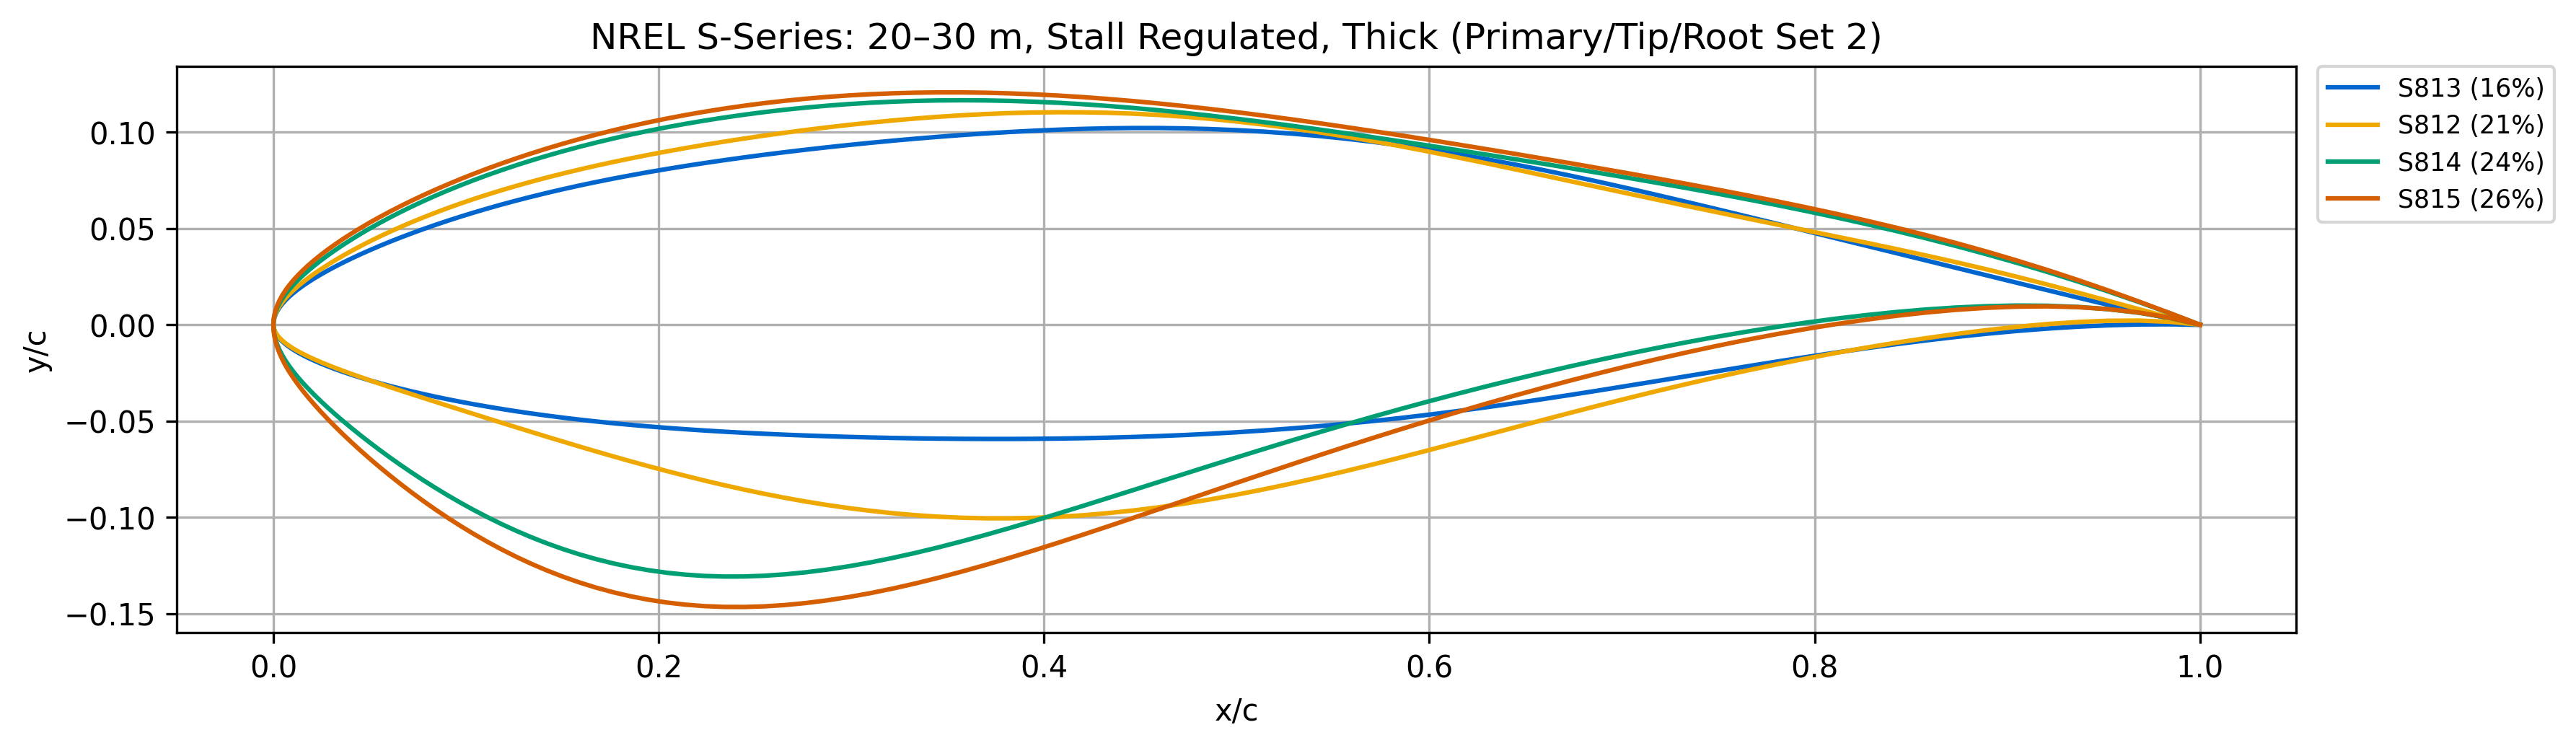 NREL S-Series: 20–30 m, Stall Regulated, Thick (Primary/Tip/Root Set 2)
S813 (16%)
S812 (21%)
S814 (24%)
S815 (26%)
y/c
0.10
0.05
0.00
−0.05
−0.10
−0.15
0.0 0.2 0.4 0.6 0.8 1.0
x/c